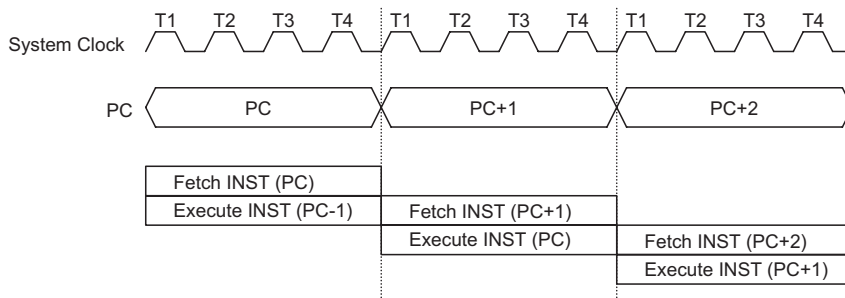 T1 T2 T3 T4 T1 T2 T3 T4 T1 T2 T3 T4
System Clock
PC PC PC+1 PC+2
Fetch INST (PC)
Execute INST (PC-1) Fetch INST (PC+1)
Execute INST (PC) Fetch INST (PC+2)
Execute INST (PC+1)